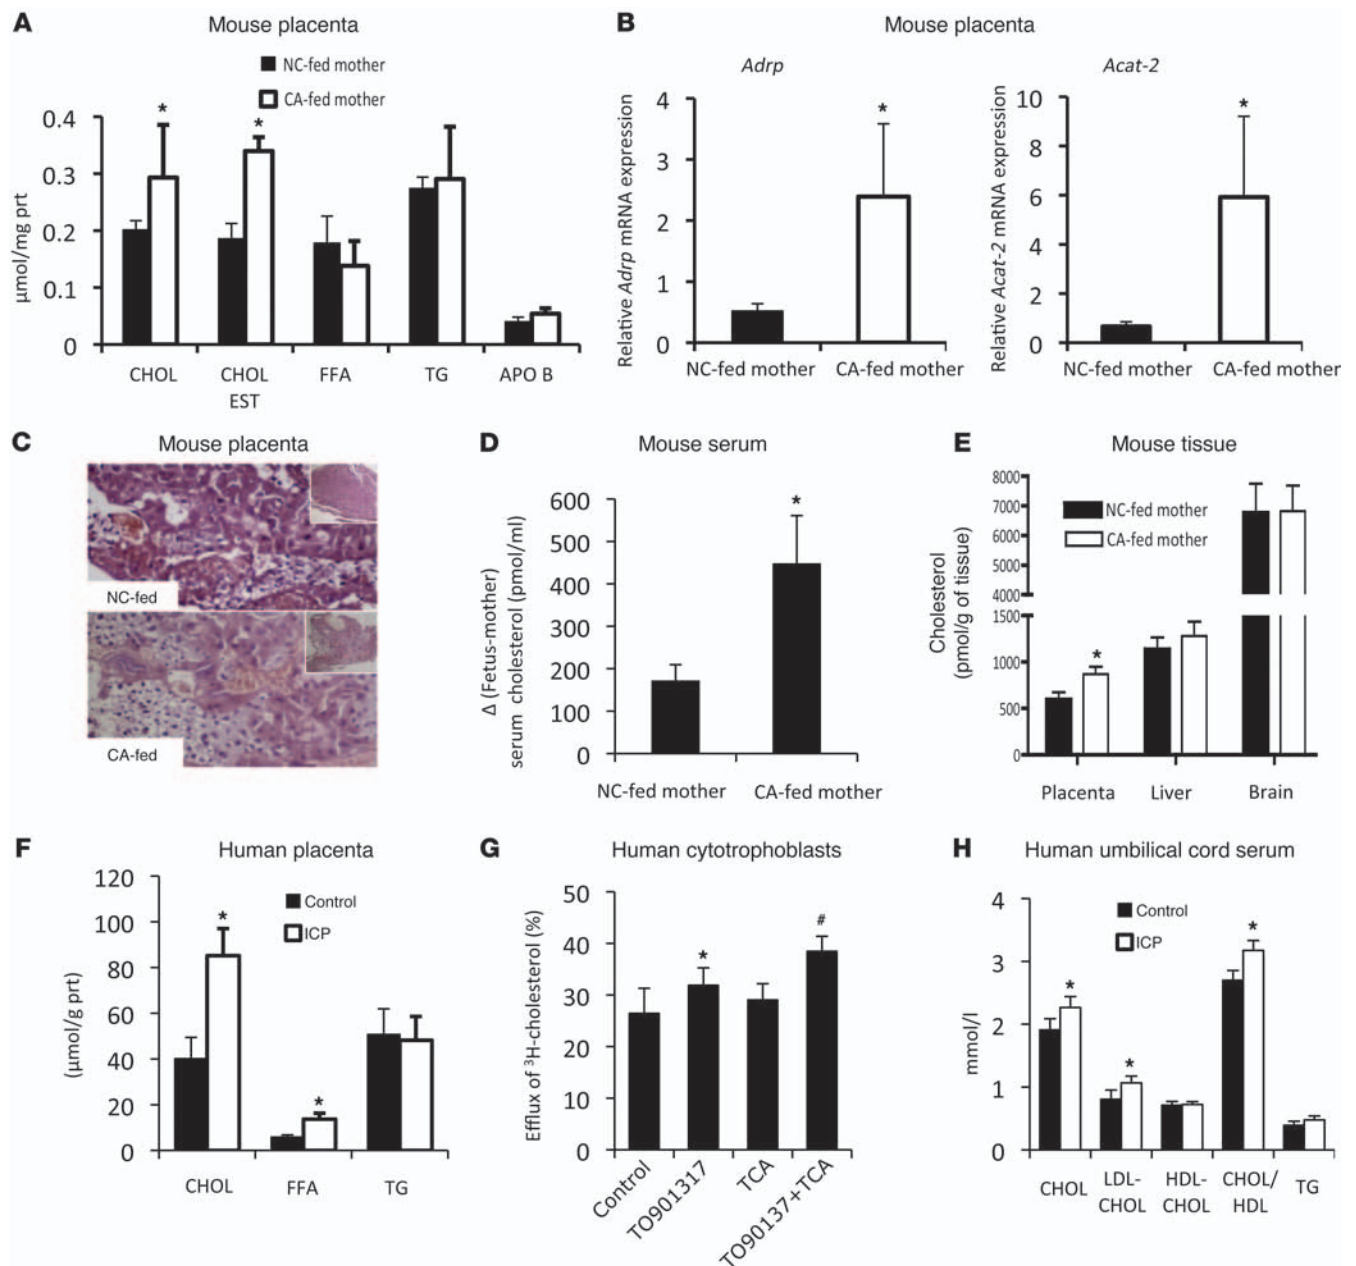 A
Mouse placenta
NC-fed mother
CA-fed mother
µmol/mg prt
0.4
0.3
0.2
0.1
0
*
*
CHOL
CHOL
EST
FFA
TG
APO B
B
Mouse placenta
Adrp
Relative Adrp mRNA expression
4
3
2
1
0
*
NC-fed mother
CA-fed mother
Acat-2
Relative Acat-2 mRNA expression
10
8
6
4
2
0
*
NC-fed mother
CA-fed mother
C
Mouse placenta
NC-fed
CA-fed
D
Mouse serum
Δ (Fetus-mother)
serum cholesterol (pmol/ml)
600
500
400
300
200
100
0
*
NC-fed mother
CA-fed mother
E
Mouse tissue
NC-fed mother
CA-fed mother
Cholesterol
(pmol/g of tissue)
8000
7000
6000
5000
4000
1500
1000
500
0
*
Placenta
Liver
Brain
F
Human placenta
Control
ICP
(µmol/g prt)
120
100
80
60
40
20
0
*
*
CHOL
FFA
TG
G
Human cytotrophoblasts
Efflux of ³H-cholesterol (%)
50
40
30
20
10
0
*
#
Control
TO901317
TCA
TO90137+TCA
H
Human umbilical cord serum
Control
ICP
mmol/l
4
3
2
1
0
*
*
*
CHOL
LDL-
CHOL
HDL-
CHOL
CHOL/
HDL
TG